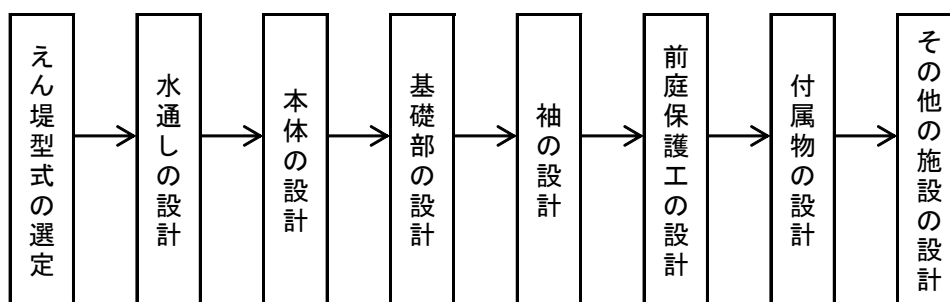 えん堤型式の選定
水通しの設計
本体の設計
基礎部の設計
袖の設計
前庭保護工の設計
付属物の設計
その他の施設の設計